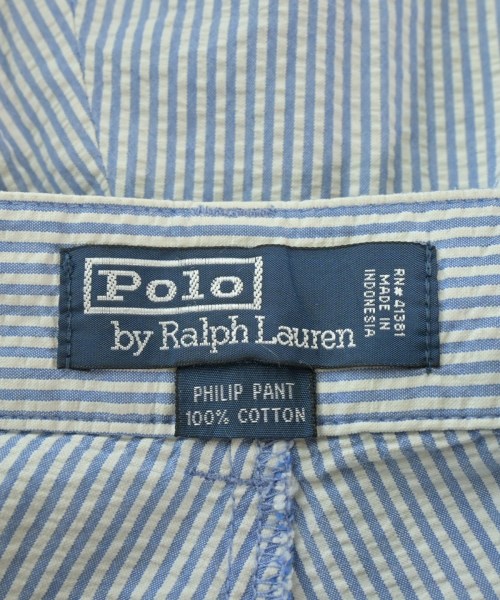 Polo
by Ralph Lauren
RN# 41381
MADE IN
INDONESIA
PHILIP PANT
100% COTTON